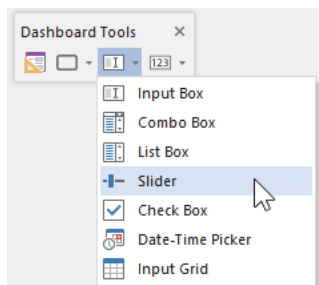 Dashboard Tools
123
Input Box
Combo Box
List Box
Slider
Check Box
Date-Time Picker
Input Grid